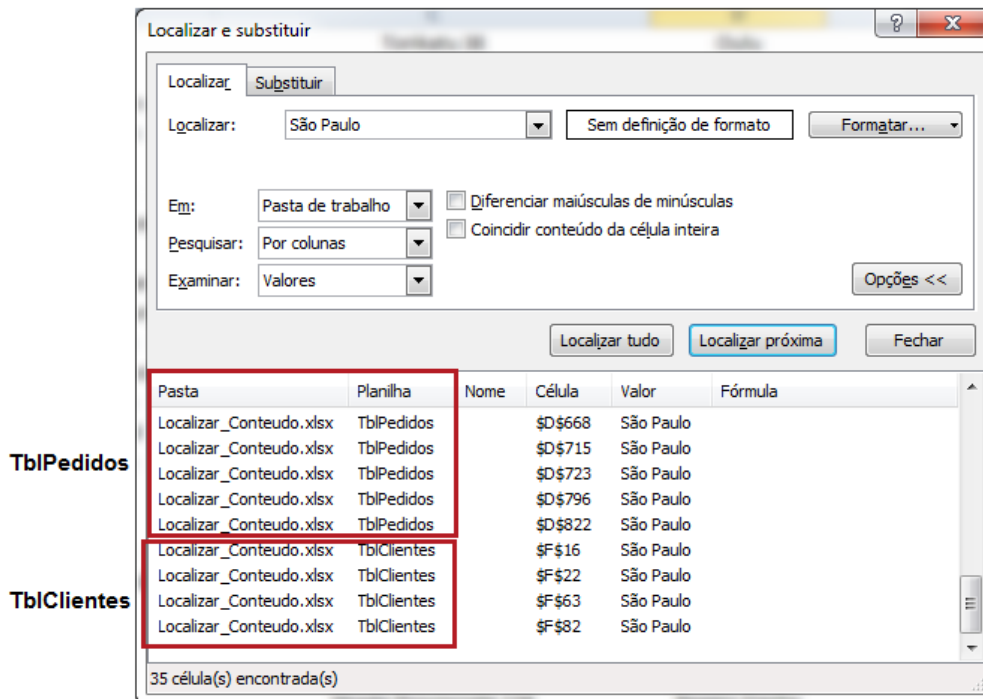 Localizar e substituir
Localizar Substituir
Localizar: São Paulo Sem definição de formato Formatar...
Em: Pasta de trabalho Diferenciar maiúsculas de minúsculas
Pesquisar: Por colunas Coincidir conteúdo da célula inteira
Examinar: Valores Opções <<
Localizar tudo Localizar próxima Fechar
Pasta Planilha Nome Célula Valor Fórmula
Localizar_Conteudo.xlsx TblPedidos $D$668 São Paulo
Localizar_Conteudo.xlsx TblPedidos $D$715 São Paulo
TblPedidos
Localizar_Conteudo.xlsx TblPedidos $D$723 São Paulo
Localizar_Conteudo.xlsx TblPedidos $D$796 São Paulo
Localizar_Conteudo.xlsx TblPedidos $D$822 São Paulo
Localizar_Conteudo.xlsx TblClientes $F$16 São Paulo
Localizar_Conteudo.xlsx TblClientes $F$22 São Paulo
TblClientes
Localizar_Conteudo.xlsx TblClientes $F$63 São Paulo
Localizar_Conteudo.xlsx TblClientes $F$82 São Paulo
35 célula(s) encontrada(s)